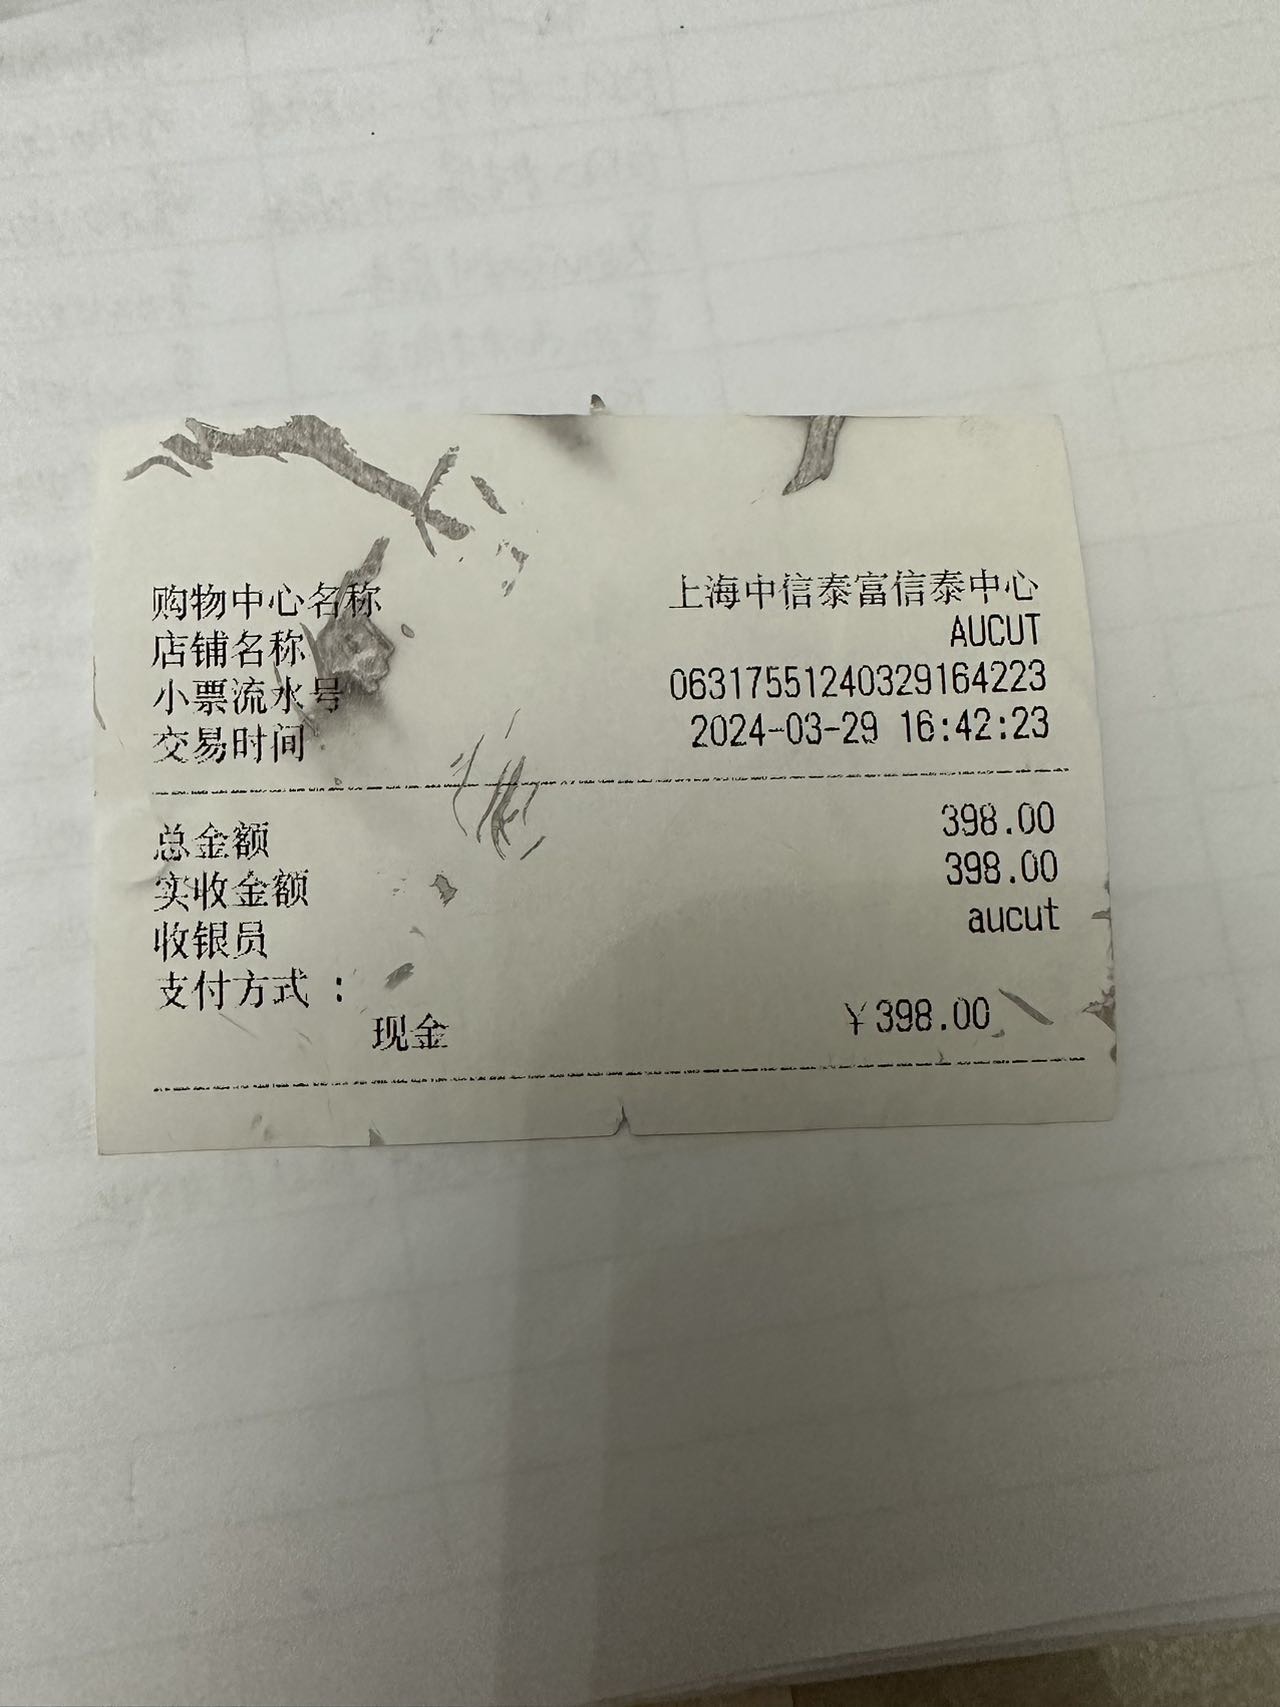 购物中心名称 上海中信泰富信泰中心
店铺名称 AUCUT
小票流水号 06317551240329164223
交易时间 2024-03-29 16:42:23
总金额 398.00
实收金额 398.00
收银员 aucut
支付方式 :
现金 ¥398.00